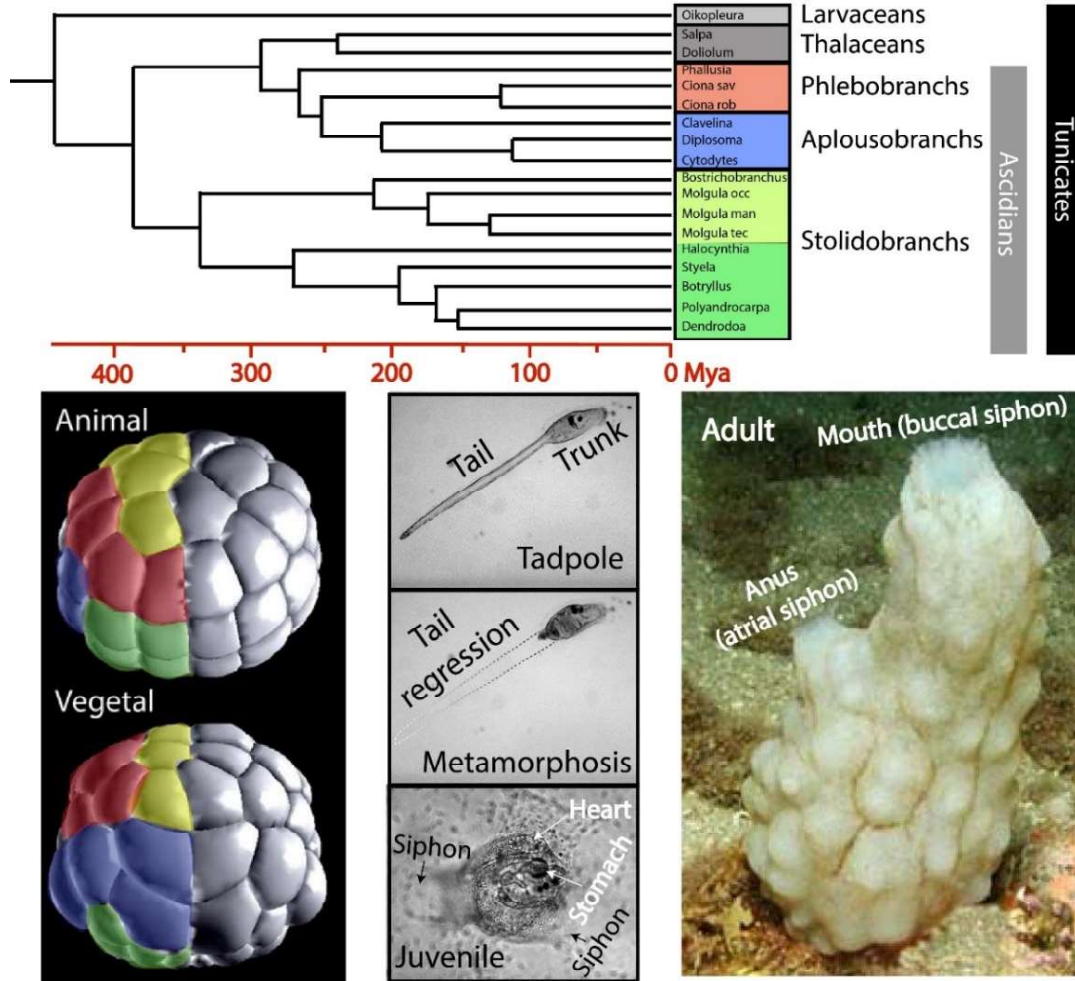 Oikopleura
Larvaceans
Salpa
Doliolum
Thalaceans
Phallusia
Ciona sav
Ciona rob
Phlebobranchs
Clavelina
Diplosoma
Cytodytes
Aplousobranchs
Bostrichobranchus
Molgula occ
Molgula man
Molgula tec
Halocynthia
Styela
Botryllus
Polyandrocarpa
Dendrodoa
Stolidobranchs
Ascidians
Tunicates
400 300 200 100 0 Mya
Animal
Vegetal
Tail
Trunk
Tadpole
Tail
regression
Metamorphosis
Heart
Siphon
Stomach
Siphon
Juvenile
Adult
Mouth (buccal siphon)
Anus
(atrial siphon)